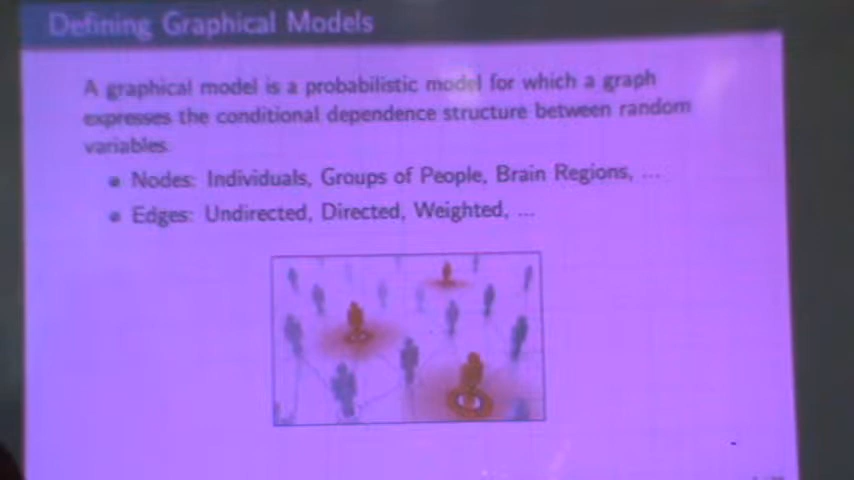 Defining Graphical Models
A graphical model is a probabilistic model for which a graph
expresses the conditional dependence structure between random
variables.
Nodes: Individuals, Groups of People, Brain Regions, ...
Edges: Undirected, Directed, Weighted, ...